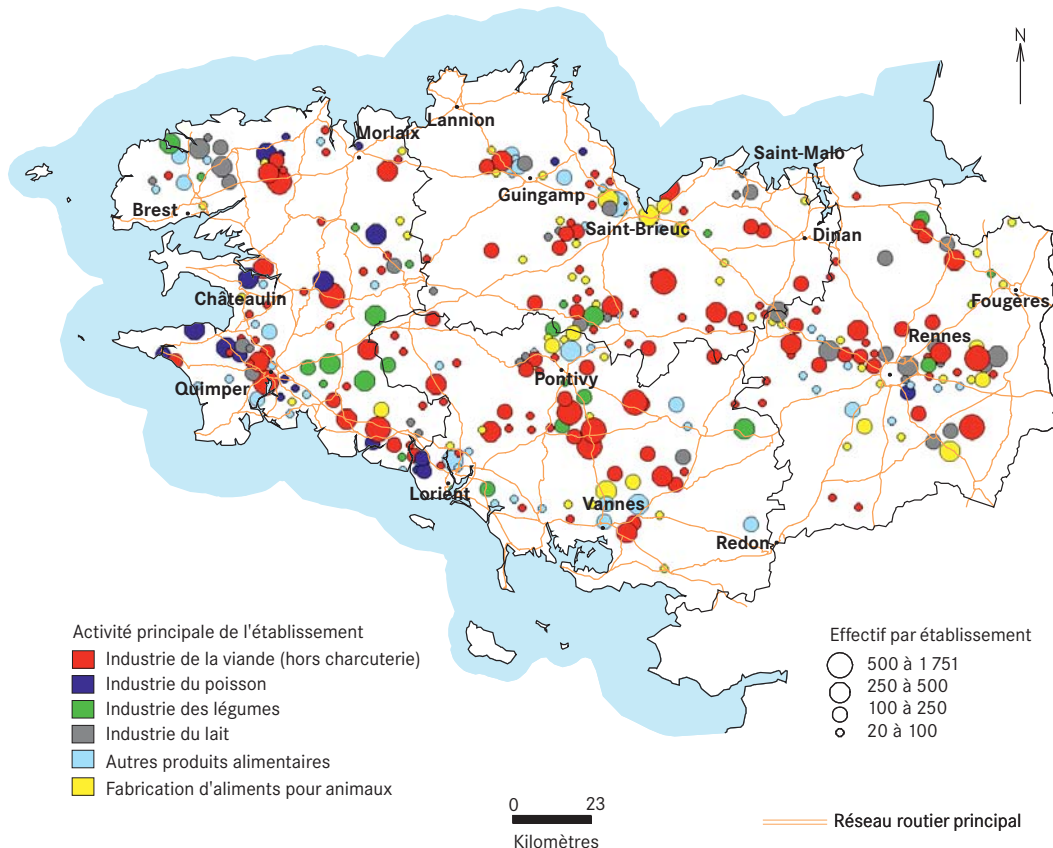 N
Lannion
Morlaix
Saint-Malo
Guingamp
Brest
Saint-Brieuc
Dinan
Châteaulin
Fougères
Rennes
Pontivy
Quimper
Lorient
Vannes
Redon
Activité principale de l'établissement
Industrie de la viande (hors charcuterie)
Industrie du poisson
Industrie des légumes
Industrie du lait
Autres produits alimentaires
Fabrication d'aliments pour animaux
Effectif par établissement
500 à 1 751
250 à 500
100 à 250
20 à 100
0 23
Kilomètres
Réseau routier principal